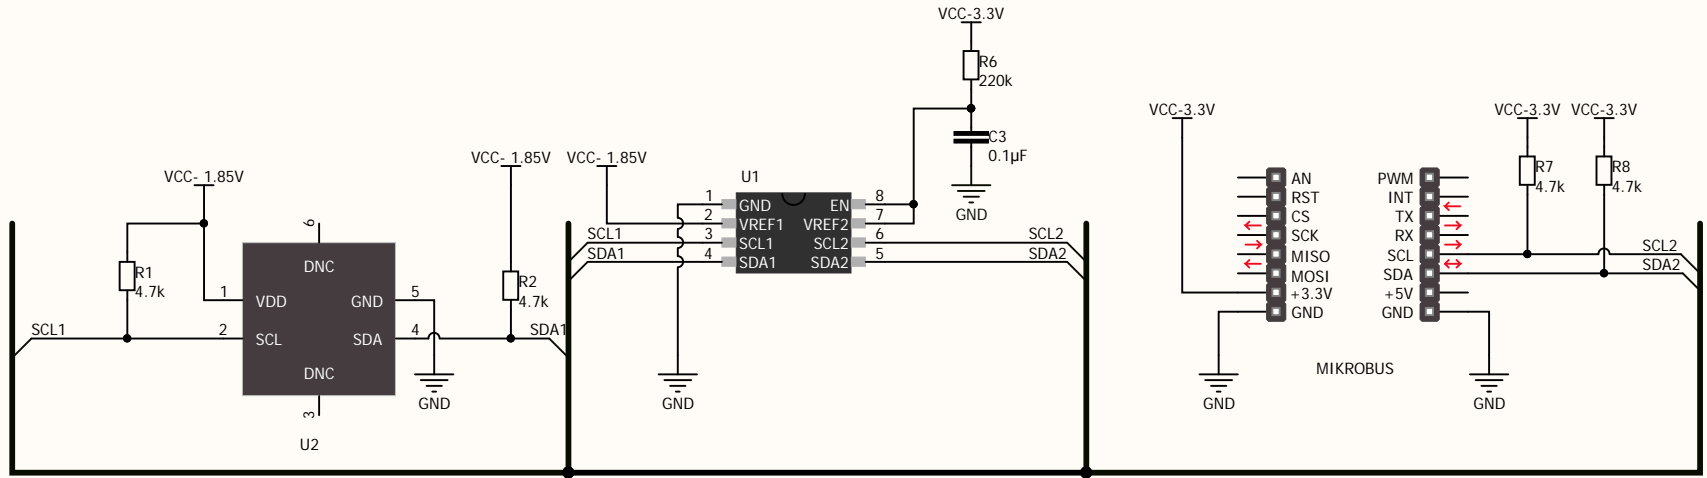 VCC-3.3V
R6
220k
C3
0.1µF
GND
VCC- 1.85V
R1
4.7k
VCC- 1.85V
R2
4.7k
SCL1
1
2
VDD
SCL
6
DNC
GND
SDA
DNC
3
5
4
U2
GND
SDA1
VCC- 1.85V
U1
1
2
3
4
SCL1
SDA1
GND
VREF1
SCL1
SDA1
EN
VREF2
SCL2
SDA2
8
7
6
5
SCL2
SDA2
GND
VCC-3.3V
AN
RST
CS
SCK
MISO
MOSI
+3.3V
GND
PWM
INT
TX
RX
SCL
SDA
+5V
GND
VCC-3.3V
VCC-3.3V
R7
4.7k
R8
4.7k
SCL2
SDA2
MIKROBUS
GND
GND